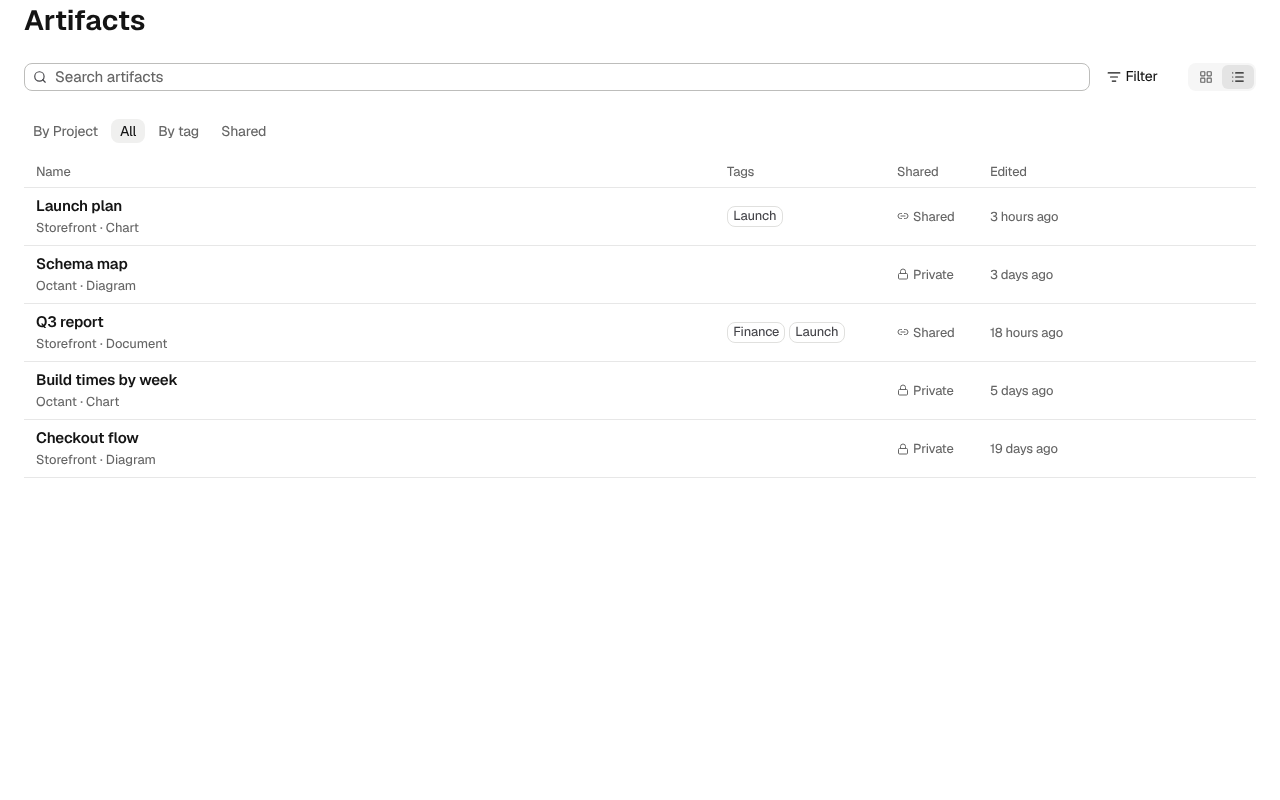 Artifacts
Search artifacts
Filter
By Project All By tag Shared
Name Tags Shared Edited
Launch plan
Storefront · Chart
Launch Shared 3 hours ago
Schema map
Octant · Diagram
Private 3 days ago
Q3 report
Storefront · Document
Finance Launch Shared 18 hours ago
Build times by week
Octant · Chart
Private 5 days ago
Checkout flow
Storefront · Diagram
Private 19 days ago